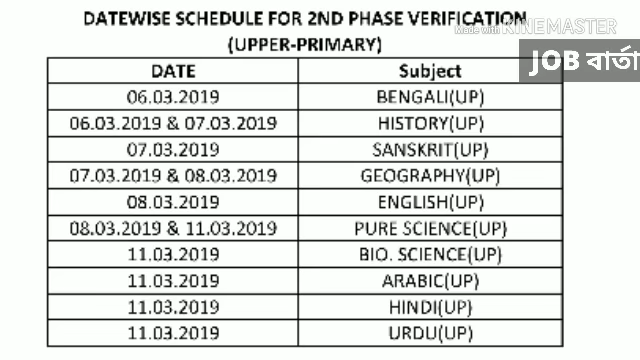 DATEWISE SCHEDULE FOR 2ND PHASE VERIFICATION
Made with KINEMASTER
(UPPER-PRIMARY)
JOB বার্তা
DATE Subject
06.03.2019 BENGALI(UP)
06.03.2019 & 07.03.2019 HISTORY(UP)
07.03.2019 SANSKRIT(UP)
07.03.2019 & 08.03.2019 GEOGRAPHY(UP)
08.03.2019 ENGLISH(UP)
08.03.2019 & 11.03.2019 PURE SCIENCE(UP)
11.03.2019 BIO. SCIENCE(UP)
11.03.2019 ARABIC(UP)
11.03.2019 HINDI(UP)
11.03.2019 URDU(UP)